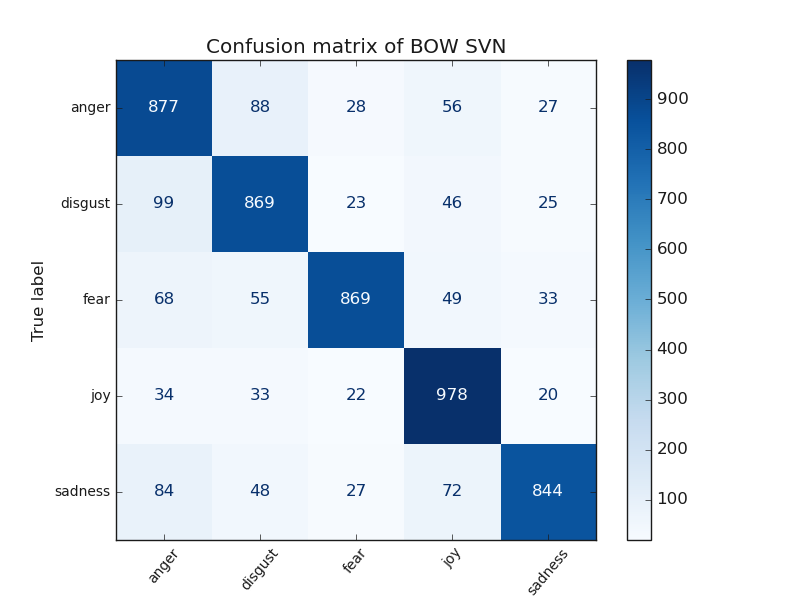 Confusion matrix of BOW SVN
anger 877 88 28 56 27
disgust 99 869 23 46 25
fear 68 55 869 49 33
joy 34 33 22 978 20
sadness 84 48 27 72 844
True label
anger disgust fear joy sadness
900
800
700
600
500
400
300
200
100